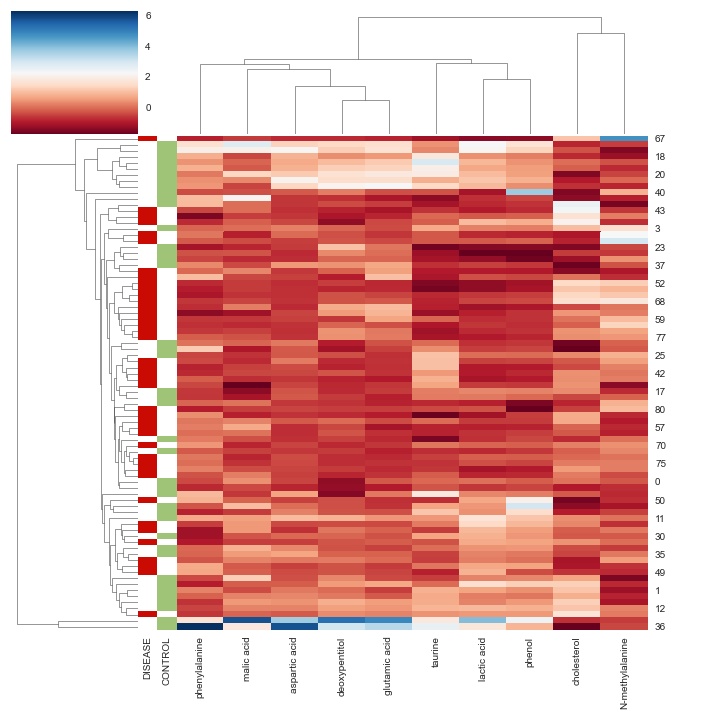 6
4
2
0
67
18
20
40
43
3
23
37
52
68
59
77
25
42
17
80
57
70
75
0
50
11
30
35
49
1
12
36
DISEASE
CONTROL
phenylalanine
malic acid
aspartic acid
deoxypentitol
glutamic acid
taurine
lactic acid
phenol
cholesterol
N-methylalanine